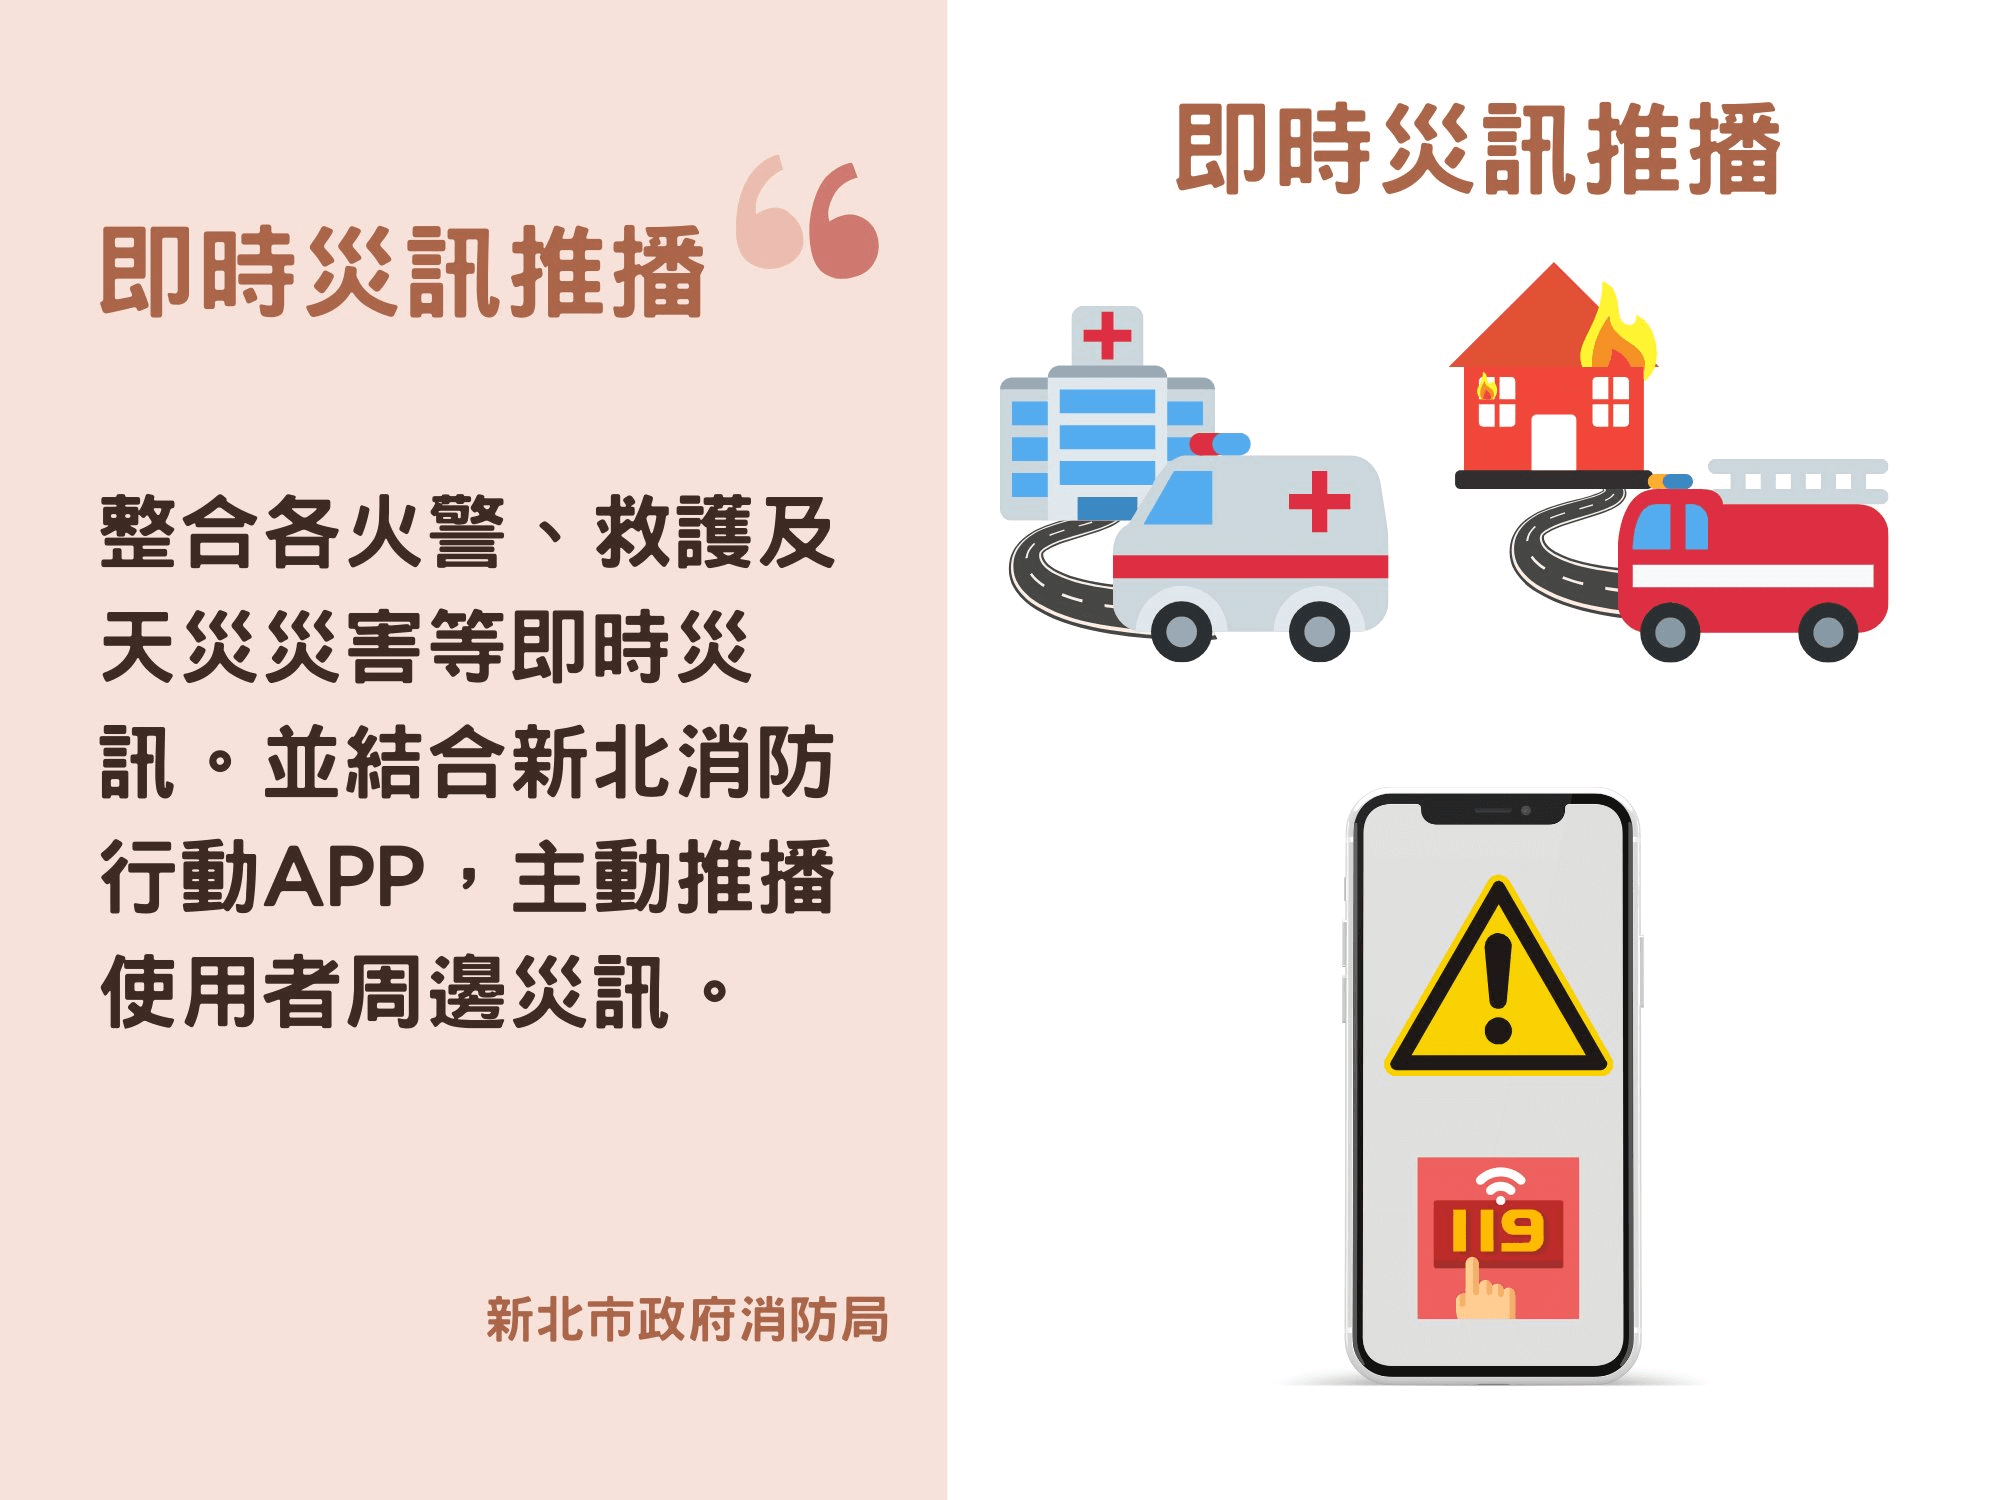 即時災訊推播
整合各火警、救護及
天災災害等即時災
訊。並結合新北消防
行動APP，主動推播
使用者周邊災訊。
新北市政府消防局
即時災訊推播
119